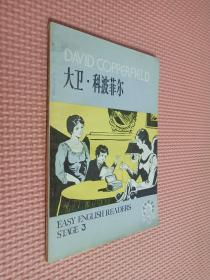 DAVID COPPERFIELD
大卫·科波菲尔
EASY ENGLISH READERS
STAGE 3